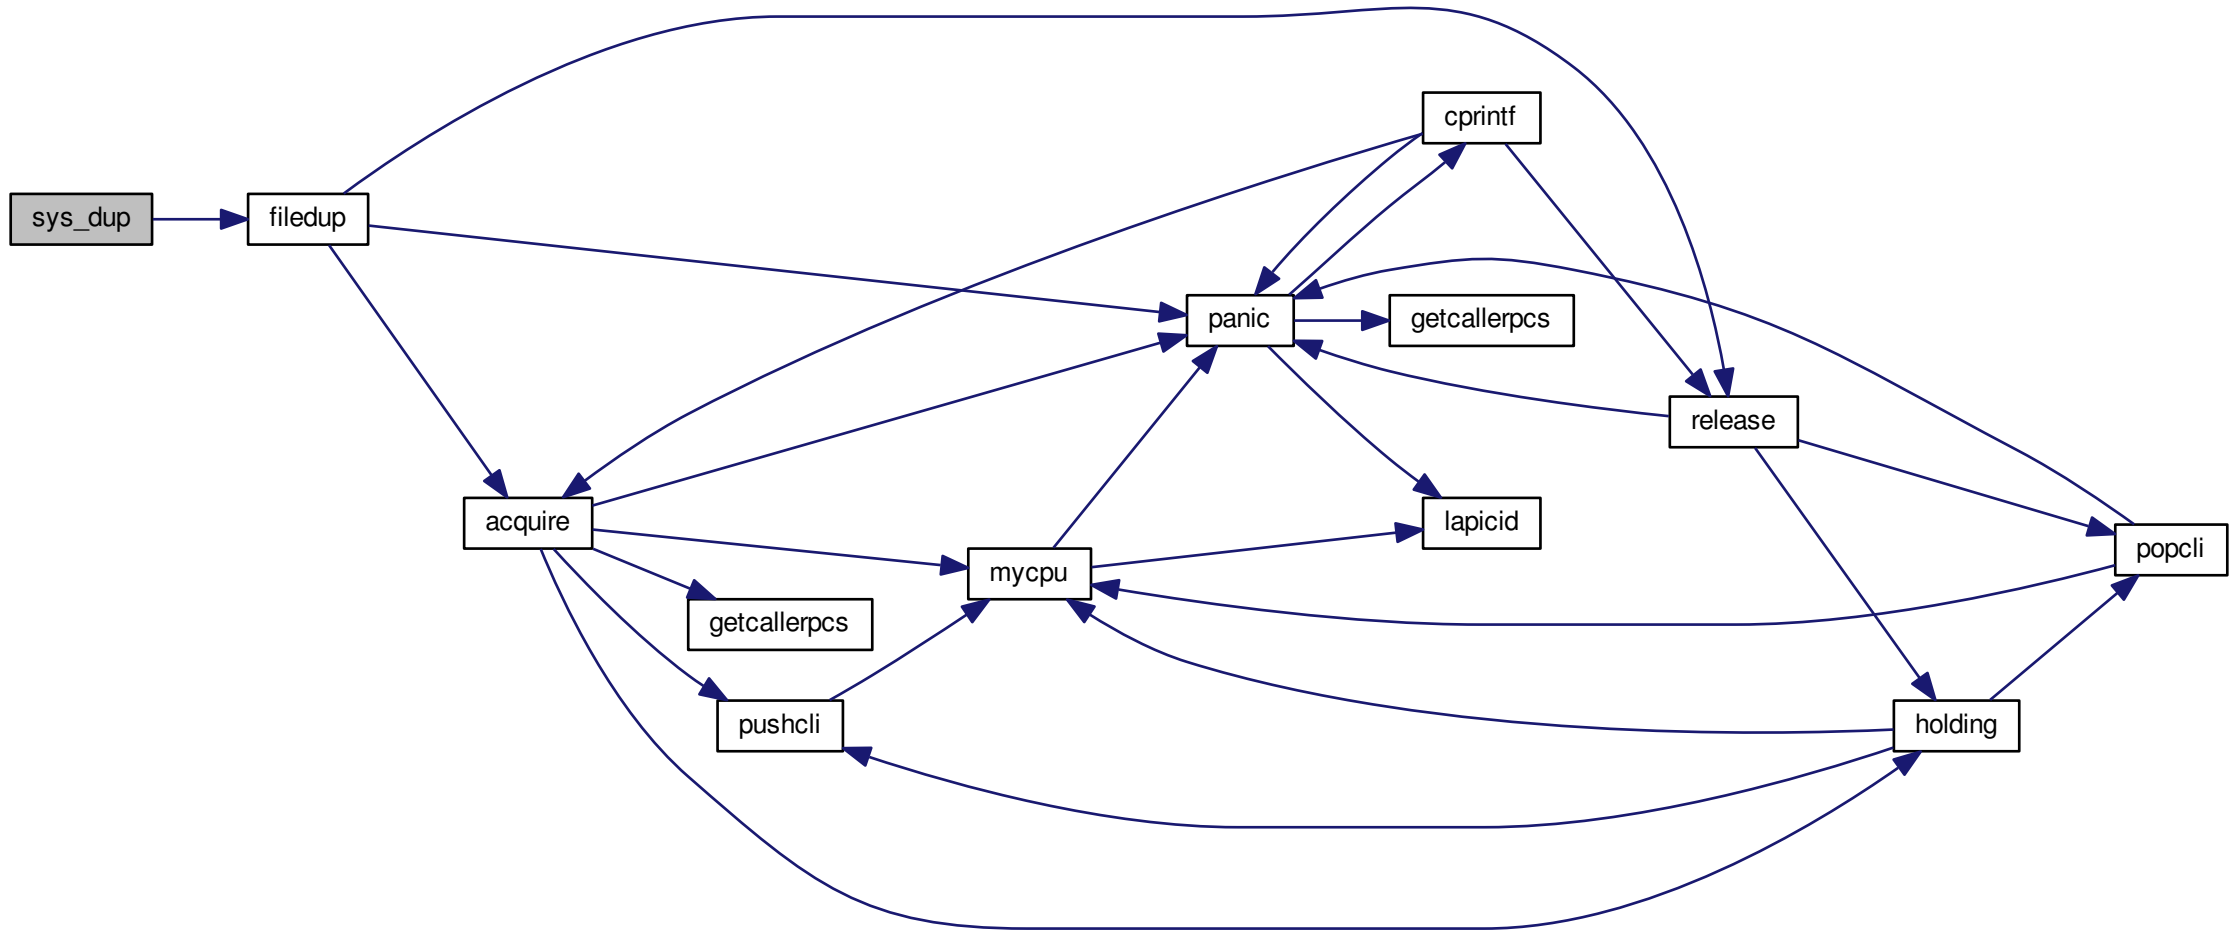 cprintf
sys_dup
filedup
panic
getcallerpcs
release
acquire
lapicid
popcli
mycpu
getcallerpcs
pushcli
holding